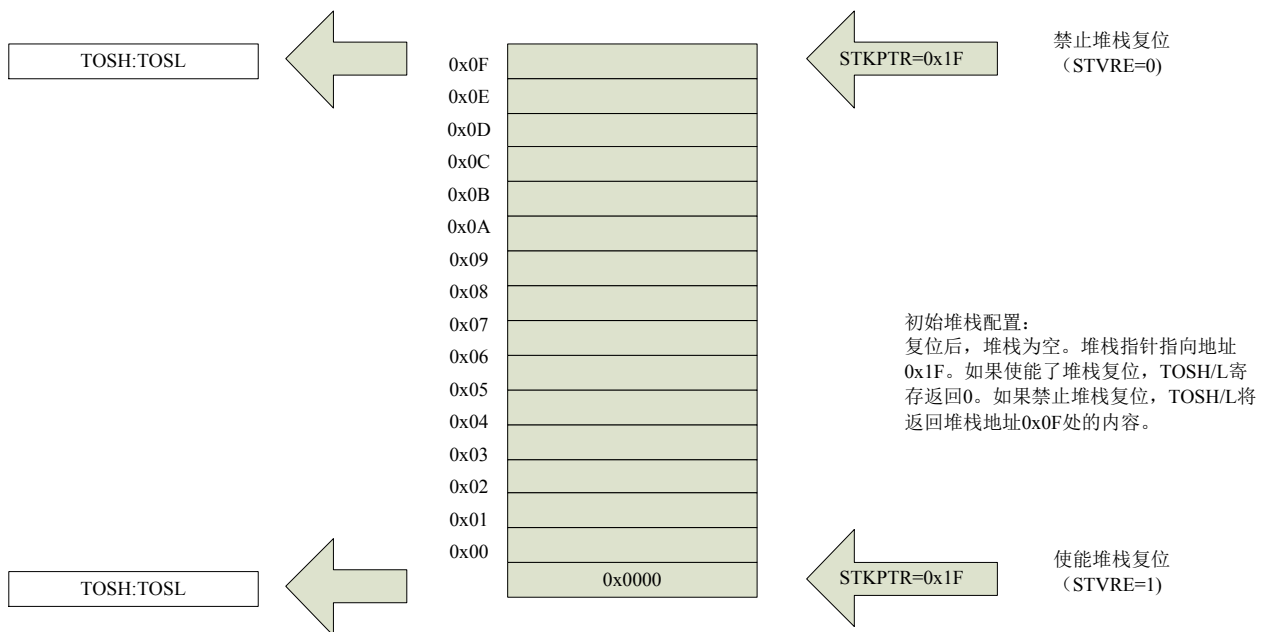 禁止堆栈复位
（STVRE=0)
TOSH:TOSL
STKPTR=0x1F
0x0F
0x0E
0x0D
0x0C
0x0B
0x0A
0x09
0x08
0x07
0x06
0x05
0x04
0x03
0x02
0x01
0x00
初始堆栈配置：
复位后，堆栈为空。堆栈指针指向地址
0x1F。如果使能了堆栈复位，TOSH/L寄
存返回0。如果禁止堆栈复位，TOSH/L将
返回堆栈地址0x0F处的内容。
使能堆栈复位
（STVRE=1)
TOSH:TOSL
0x0000
STKPTR=0x1F